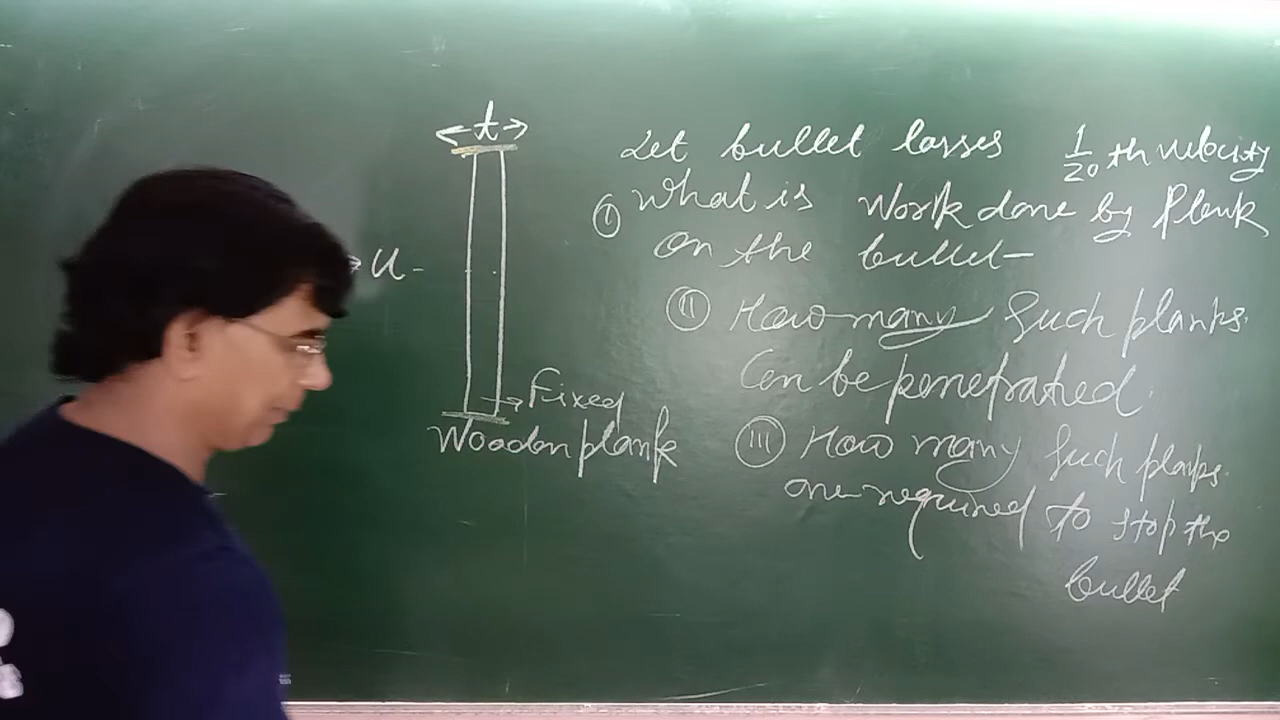 t
Let bullet losses 1/20 th velocity
I What is Work done by Plank
on the bullet-
u-
II How many Such planks.
Can be penetrated.
Fixed
Wooden plank
III How many Such planks.
are required to stop the
bullet